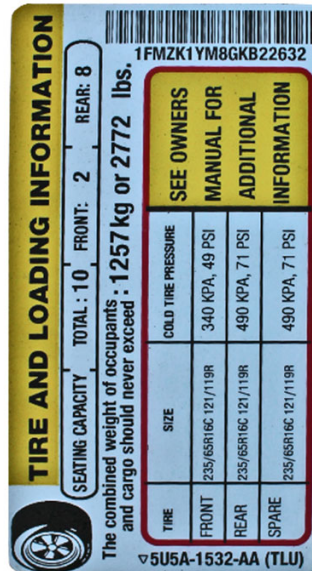 TIRE AND LOADING INFORMATION
SEATING CAPACITY TOTAL : 10 FRONT: 2 REAR: 8
The combined weight of occupants
and cargo should never exceed : 1257kg or 2772 lbs.
TIRE SIZE COLD TIRE PRESSURE SEE OWNERS
FRONT 235/65R16C 121/119R 340 KPA, 49 PSI MANUAL FOR
REAR 235/65R16C 121/119R 490 KPA, 71 PSI ADDITIONAL
SPARE 235/65R16C 121/119R 490 KPA, 71 PSI INFORMATION
▽5U5A-1532-AA (TLU)
1FMZK1YM8GKB22632